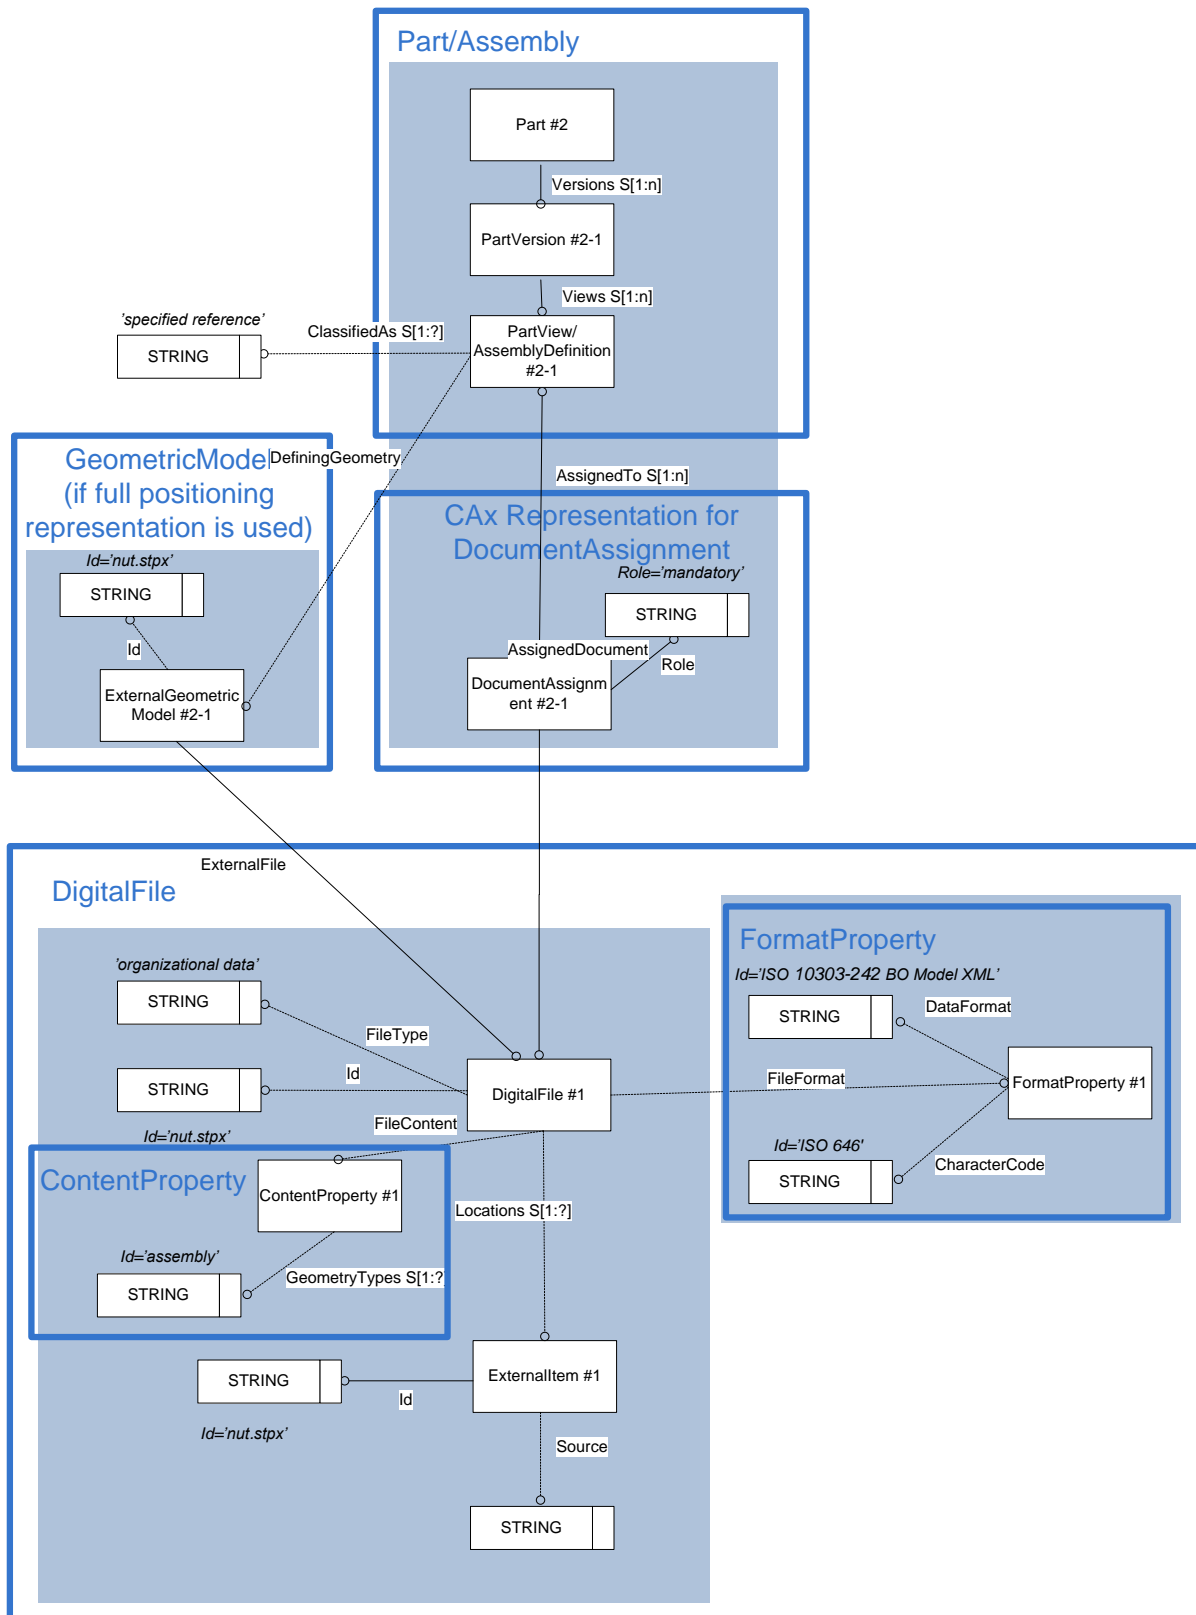 Part/Assembly
Part #2
Versions S[1:n]
PartVersion #2-1
Views S[1:n]
’specified reference’
STRING
ClassifiedAs S[1:?]
PartView/
AssemblyDefinition
#2-1
GeometricModel
(if full positioning
representation is used)
DefiningGeometry
AssignedTo S[1:n]
CAx Representation for
DocumentAssignment
Id=’nut.stpx’
STRING
Id
ExternalGeometric
Model #2-1
Role=’mandatory’
STRING
AssignedDocument
Role
DocumentAssignm
ent #2-1
ExternalFile
DigitalFile
’organizational data’
STRING
FileType
STRING
Id
Id=’nut.stpx’
DigitalFile #1
FileContent
FormatProperty
Id=’ISO 10303-242 BO Model XML’
STRING
DataFormat
FileFormat
FormatProperty #1
Id=’ISO 646’
STRING
CharacterCode
ContentProperty
ContentProperty #1
Locations S[1:?]
Id=’assembly’
STRING
GeometryTypes S[1:?
STRING
Id
Id=’nut.stpx’
ExternalItem #1
Source
STRING